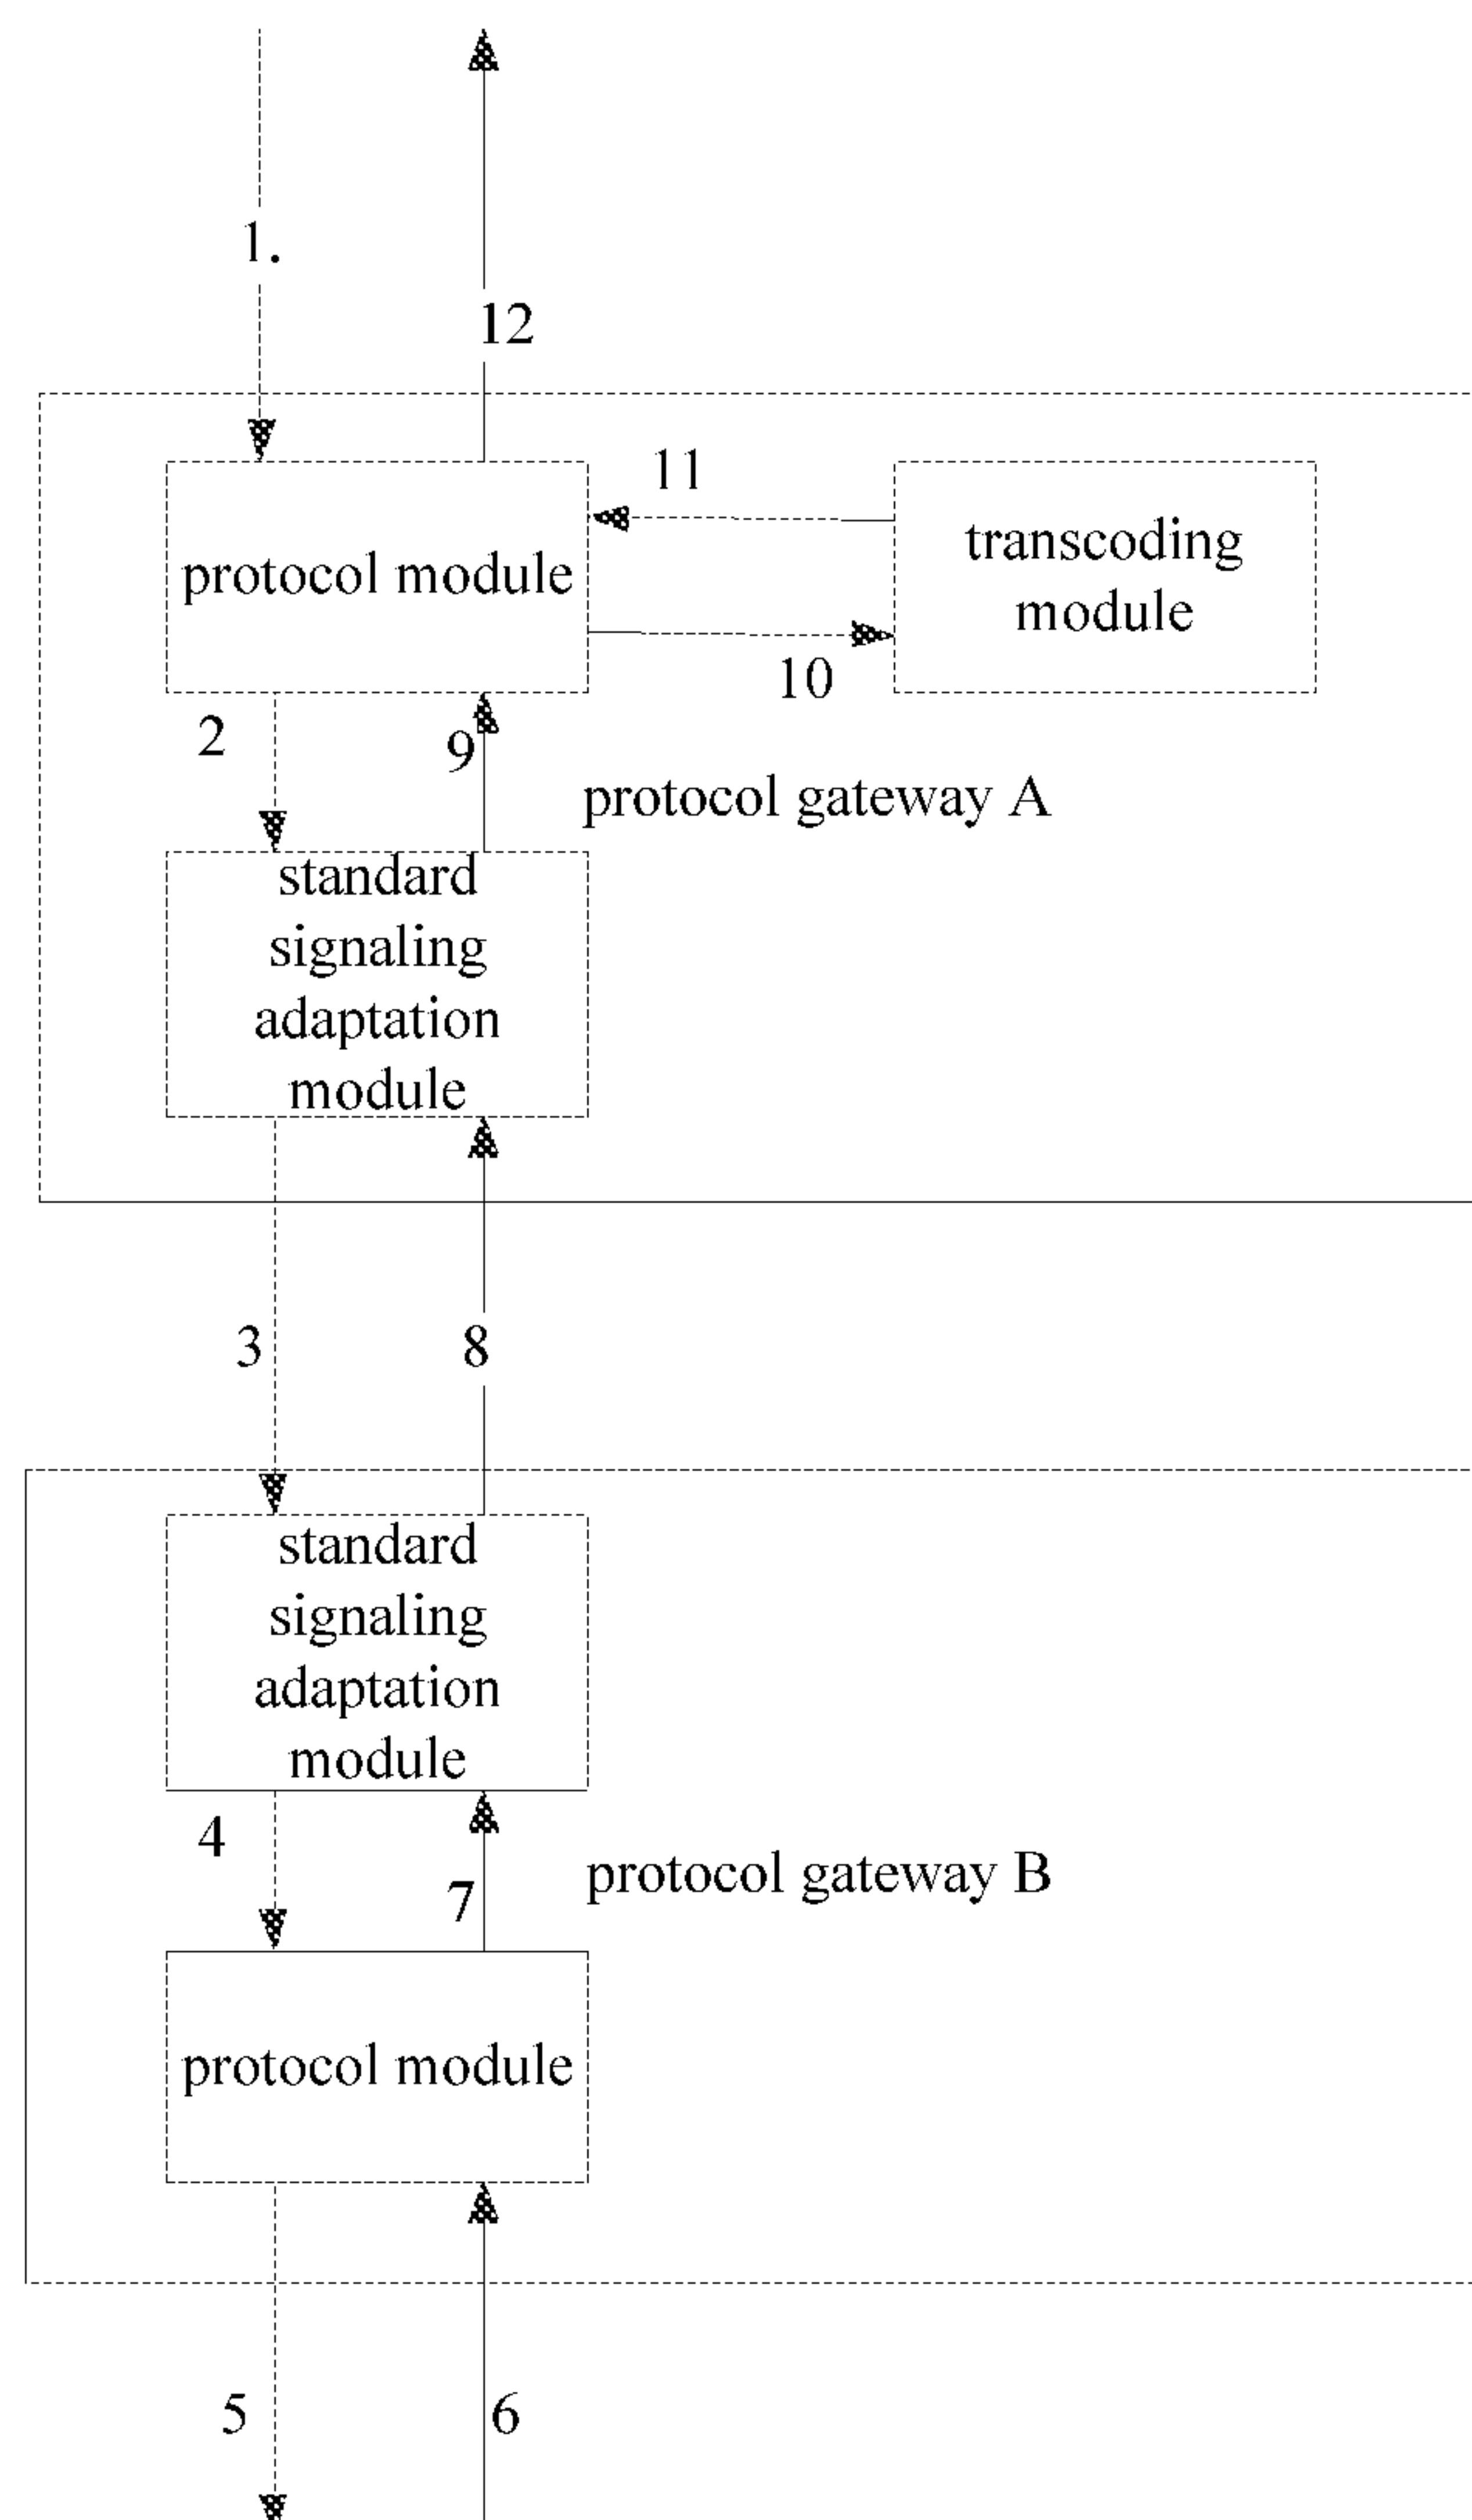 1.
12
11
protocol module
transcoding
module
10
2
9
protocol gateway A
standard
signaling
adaptation
module
3
8
standard
signaling
adaptation
module
4
7
protocol gateway B
protocol module
5
6